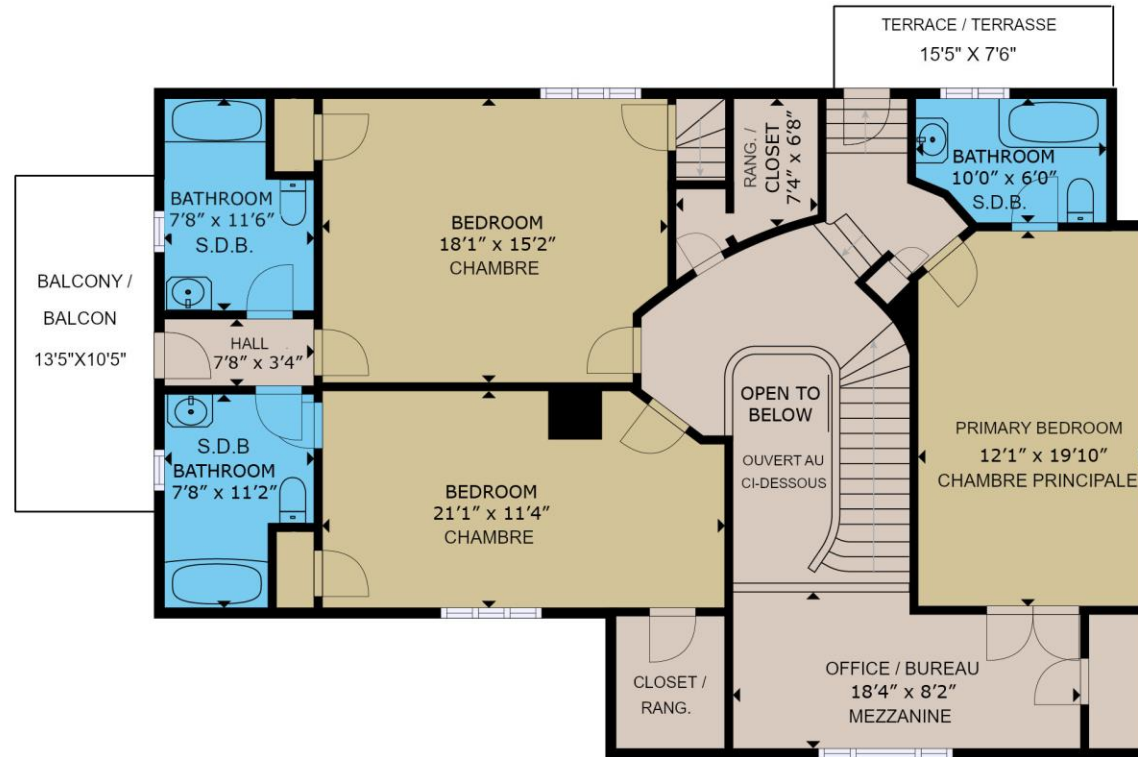 TERRACE / TERRASSE
15'5" X 7'6"
BATHROOM
7'8" x 11'6"
S.D.B.
BEDROOM
18'1" x 15'2"
CHAMBRE
RANG. /
CLOSET
7'4" x 6'8"
BATHROOM
10'0" x 6'0"
S.D.B.
BALCONY /
BALCON
13'5"X10'5"
HALL
7'8" x 3'4"
S.D.B
BATHROOM
7'8" x 11'2"
BEDROOM
21'1" x 11'4"
CHAMBRE
OPEN TO
BELOW
OUVERT AU
CI-DESSOUS
PRIMARY BEDROOM
12'1" x 19'10"
CHAMBRE PRINCIPALE
CLOSET /
RANG.
OFFICE / BUREAU
18'4" x 8'2"
MEZZANINE